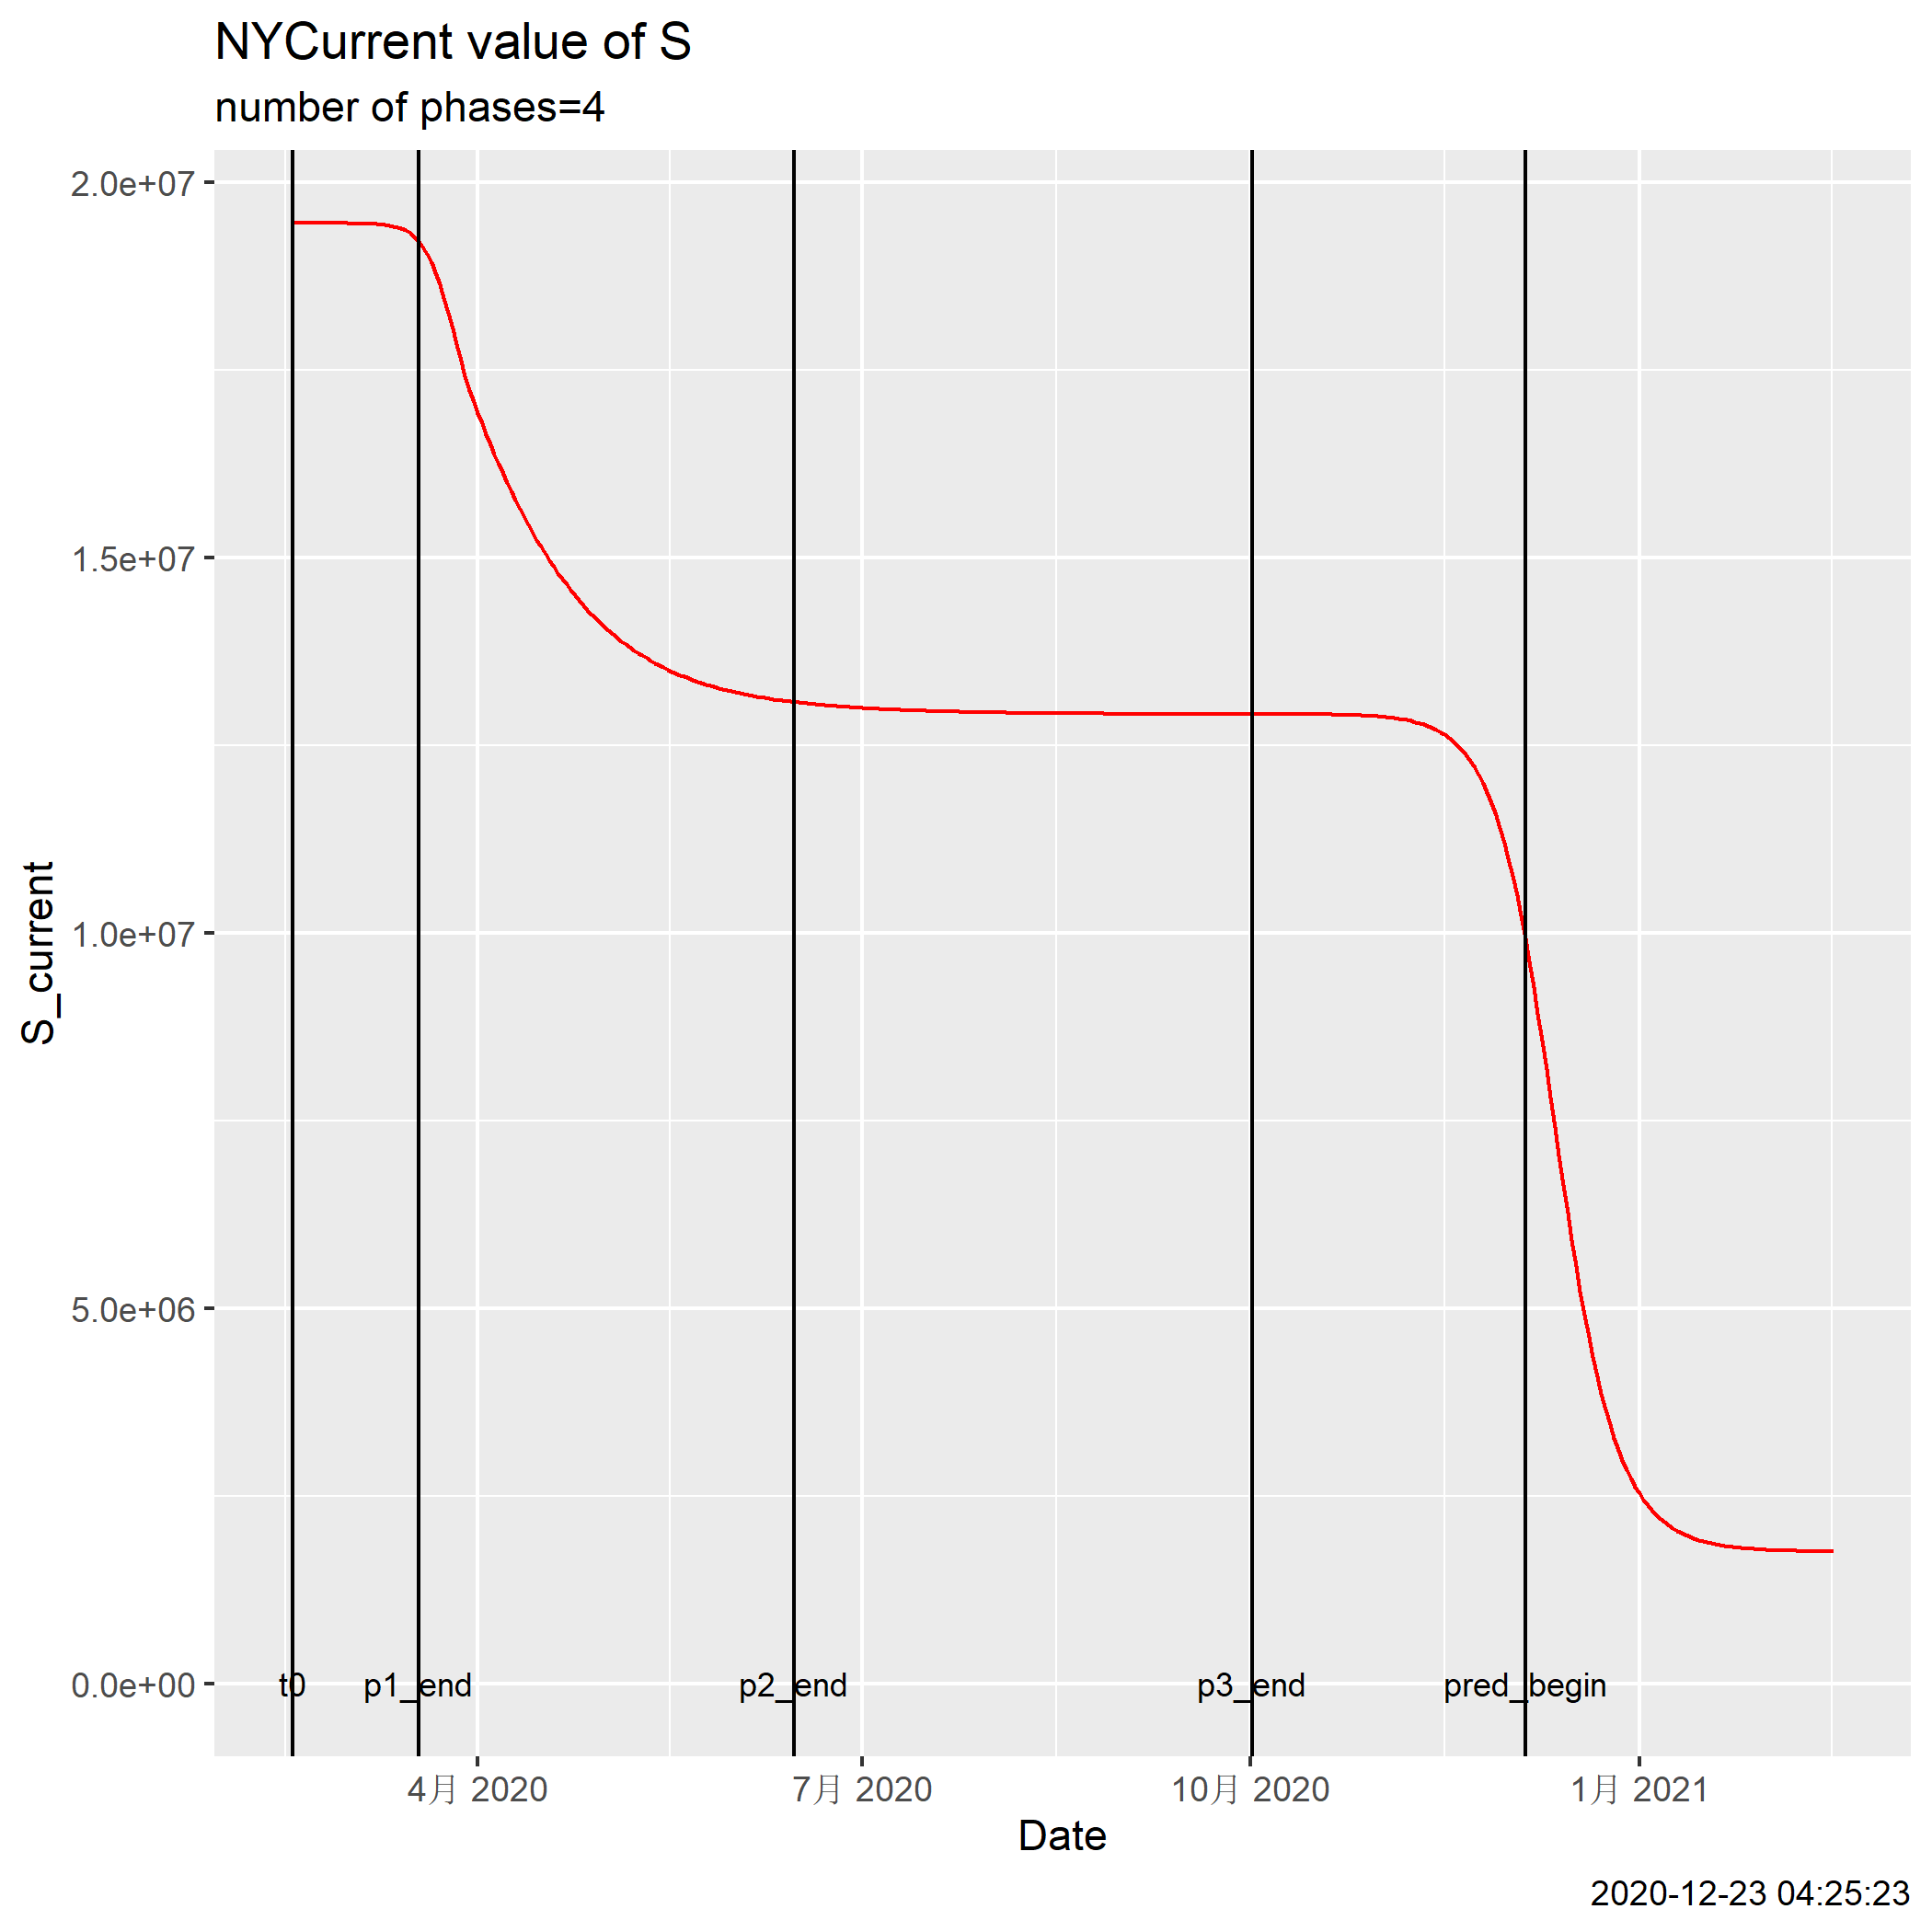 NYCurrent value of S
number of phases=4
2.0e+07
1.5e+07
1.0e+07
5.0e+06
0.0e+00
S_current
t0 p1_end p2_end p3_end pred_begin
4月 2020 7月 2020 10月 2020 1月 2021
Date
2020-12-23 04:25:23